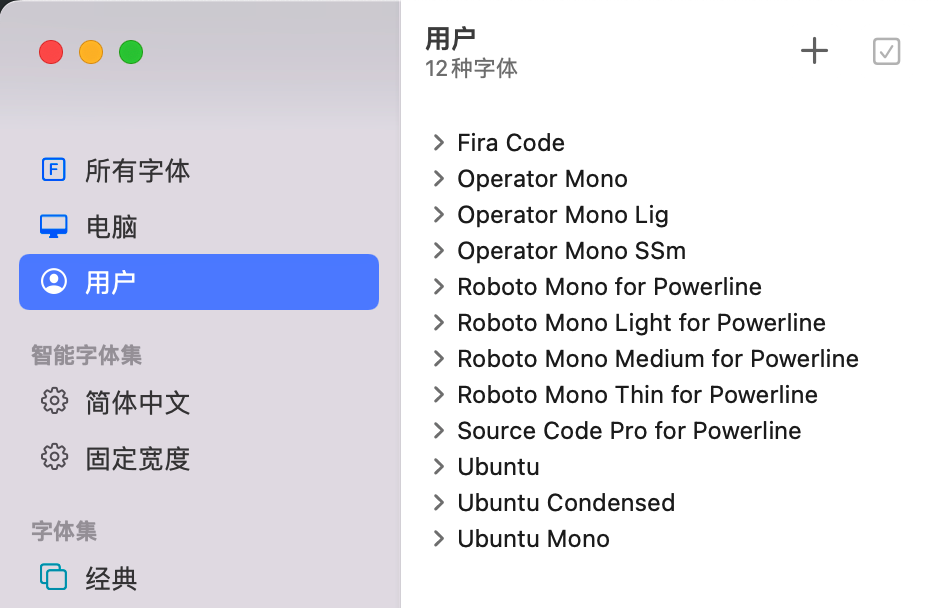 用户
12种字体
F
所有字体
电脑
用户
智能字体集
简体中文
固定宽度
字体集
经典
Fira Code
Operator Mono
Operator Mono Lig
Operator Mono SSm
Roboto Mono for Powerline
Roboto Mono Light for Powerline
Roboto Mono Medium for Powerline
Roboto Mono Thin for Powerline
Source Code Pro for Powerline
Ubuntu
Ubuntu Condensed
Ubuntu Mono